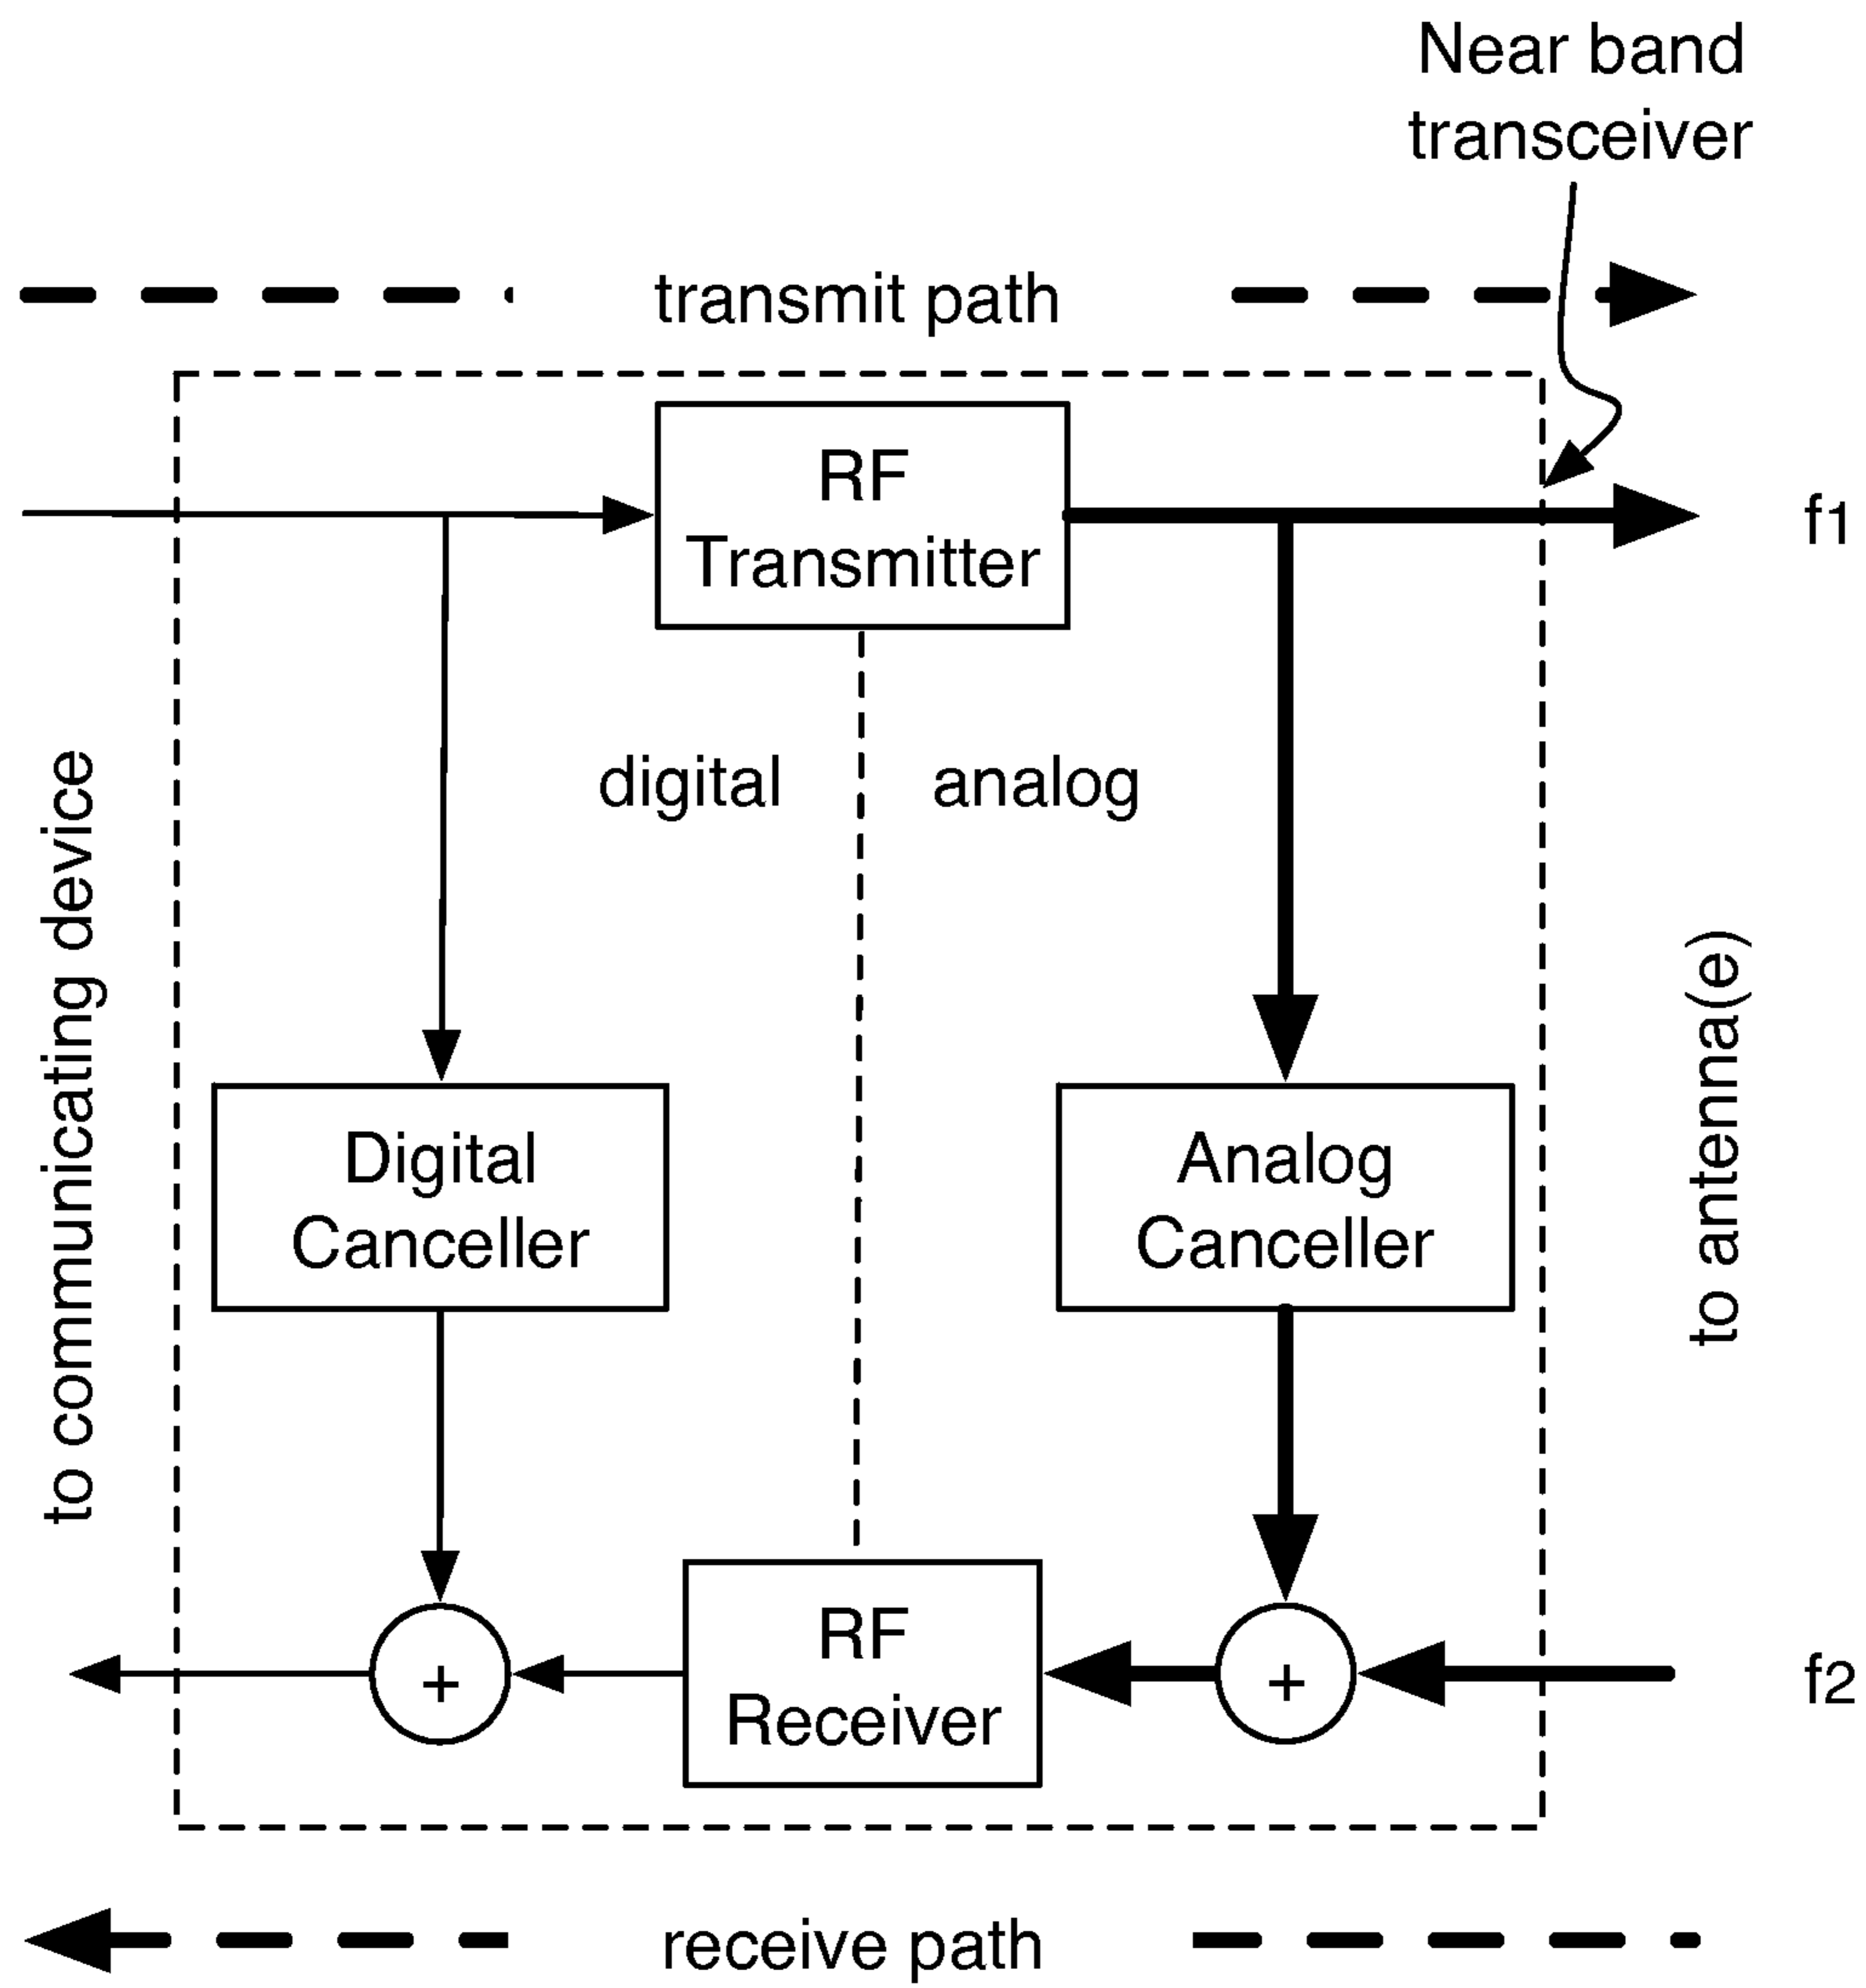 Near band
transceiver
transmit path
RF
Transmitter
f1
digital
analog
to communicating device
to antenna(e)
Digital
Canceller
Analog
Canceller
+
RF
Receiver
+
f2
receive path